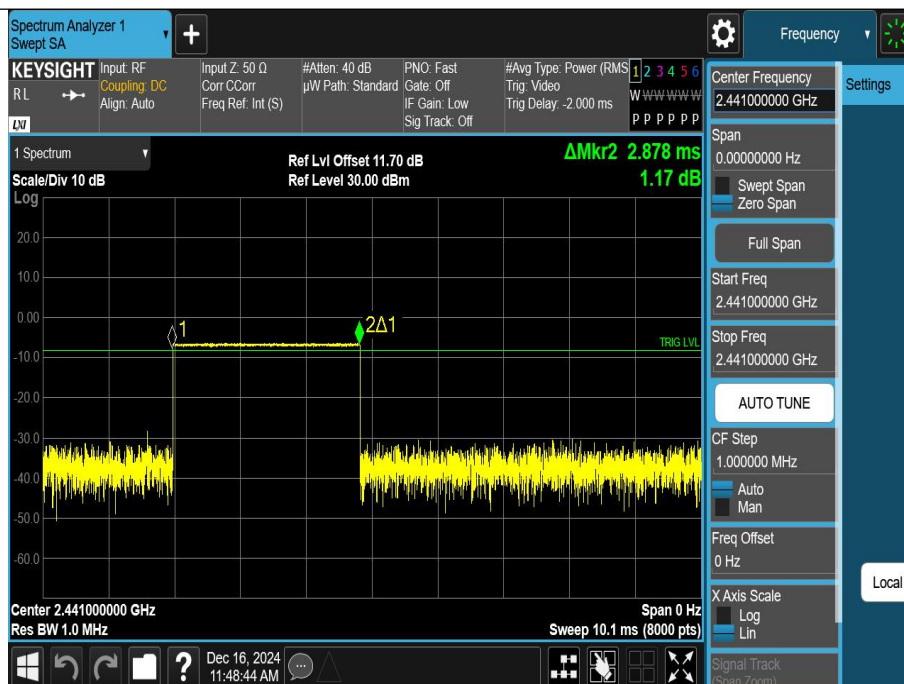 Spectrum Analyzer 1
Swept SA
+
Frequency
KEYSIGHT
R L
LXI
Input: RF
Coupling: DC
Align: Auto
Input Z: 50 Ω
Corr CCorr
Freq Ref: Int (S)
#Atten: 40 dB
µW Path: Standard
PNO: Fast
Gate: Off
IF Gain: Low
Sig Track: Off
#Avg Type: Power (RMS
Trig: Video
Trig Delay: -2.000 ms
1 2 3 4 5 6
W W W W W W
P P P P P P
1 Spectrum
Scale/Div 10 dB
Log
Ref Lvl Offset 11.70 dB
Ref Level 30.00 dBm
ΔMkr2 2.878 ms
1.17 dB
20.0
10.0
0.00
-10.0
-20.0
-30.0
-40.0
-50.0
-60.0
1
2Δ1
TRIG LVL
Center 2.441000000 GHz
Res BW 1.0 MHz
Span 0 Hz
Sweep 10.1 ms (8000 pts)
Center Frequency
2.441000000 GHz
Span
0.00000000 Hz
Swept Span
Zero Span
Full Span
Start Freq
2.441000000 GHz
Stop Freq
2.441000000 GHz
AUTO TUNE
CF Step
1.000000 MHz
Auto
Man
Freq Offset
0 Hz
X Axis Scale
Log
Lin
Signal Track
(Span Zoom)
Settings
Local
?
Dec 16, 2024
11:48:44 AM